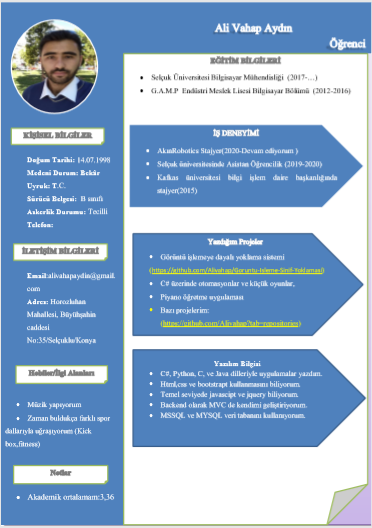 Ali Vahap Aydın
Öğrenci
KİŞİSEL BİLGİLER
Doğum Tarihi: 14.07.1998
Medeni Durum: Bekâr
Uyruk: T.C.
Sürücü Belgesi: B sınıfı
Askerlik Durumu: Tecilli
Telefon:
İLETİŞİM BİLGİLERİ
Email:alivahapaydin@gmail.
com
Adres: Horozluhan
Mahallesi, Büyükşahin
caddesi
No:35/Selçuklu/Konya
Hobiler/İlgi Alanları
• Müzik yapıyorum
• Zaman buldukça farklı spor
dallarıyla uğraşıyorum (Kick
box,fitness)
Notlar
• Akademik ortalamam:3,36
EĞİTİM BİLGİLERİ
• Selçuk Üniversitesi Bilgisayar Mühendisliği (2017-…)
• G.A.M.P Endüstri Meslek Lisesi Bilgisayar Bölümü (2012-2016)
İŞ DENEYİMİ
• AkınRobotics Stajyer(2020-Devam ediyorum )
• Selçuk üniversitesinde Asistan Öğrencilik (2019-2020)
• Kafkas üniversitesi bilgi işlem daire başkanlığında
stajyer(2015)
Yazdığım Projeler
• Görüntü işlemeye dayalı yoklama sistemi
(https://github.com/Alivahap/Goruntu-Isleme-Sinif-Yoklamasi)
• C# üzerinde otomasyonlar ve küçük oyunlar,
• Piyano öğretme uygulaması
• Bazı projelerim:
(https://github.com/Alivahap?tab=repositories)
Yazılım Bilgisi
• C#, Python, C, ve Java dilleriyle uygulamalar yazdım.
• Html,css ve bootstrapt kullanmasını biliyorum.
• Temel seviyede javascipt ve jquery biliyorum.
• Backend olarak MVC de kendimi geliştiriyorum.
• MSSQL ve MYSQL veri tabanını kullanıyorum.